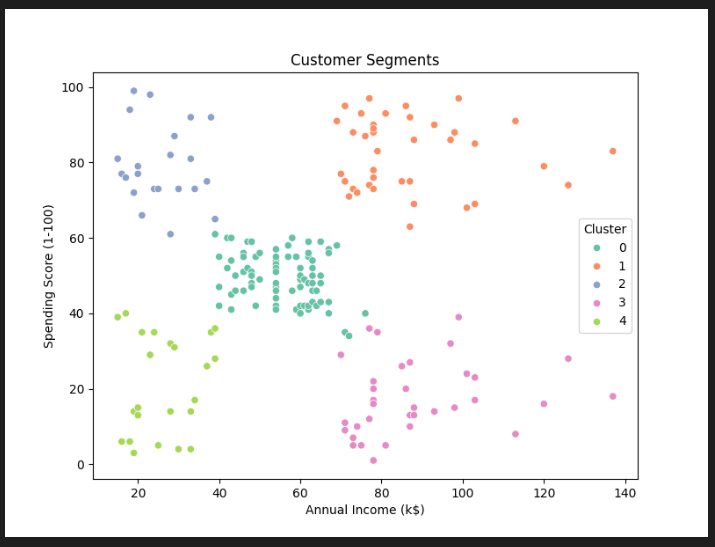 Customer Segments
100
80
60
40
20
0
Spending Score (1-100)
Cluster
0
1
2
3
4
20 40 60 80 100 120 140
Annual Income (k$)